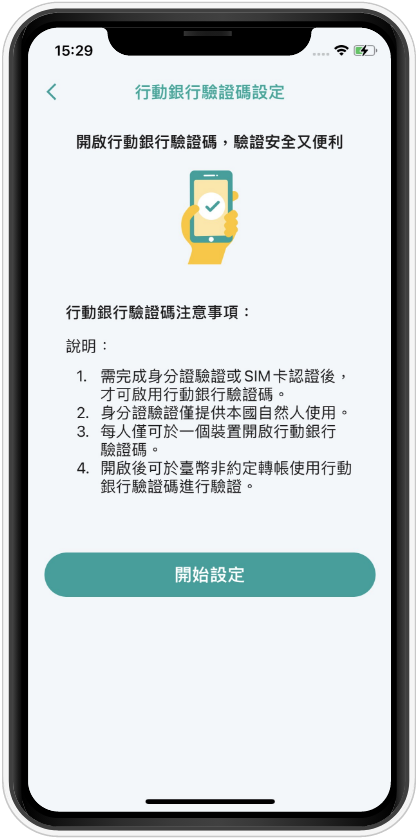 15:29
行動銀行驗證碼設定
開啟行動銀行驗證碼，驗證安全又便利
行動銀行驗證碼注意事項：
說明：
1. 需完成身分證驗證或SIM卡認證後，
才可啟用行動銀行驗證碼。
2. 身分證驗證僅提供本國自然人使用。
3. 每人僅可於一個裝置開啟行動銀行
驗證碼。
4. 開啟後可於臺幣非約定轉帳使用行動
銀行驗證碼進行驗證。
開始設定